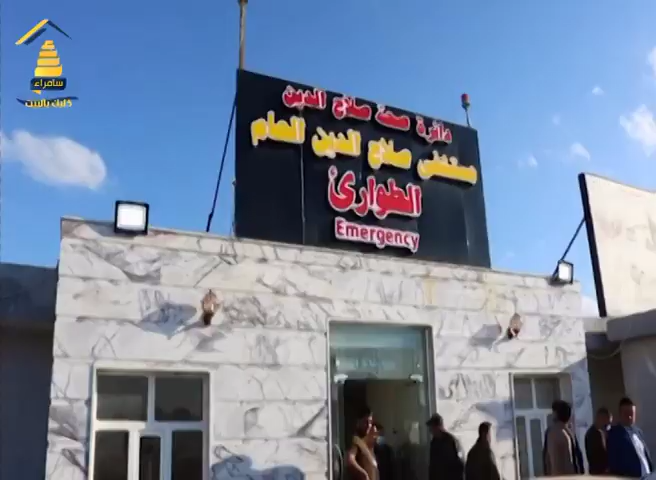 سامراء
دائرة صحة صلاح الدين
مستشفى صلاح الدين العام
الطوارئ
Emergency